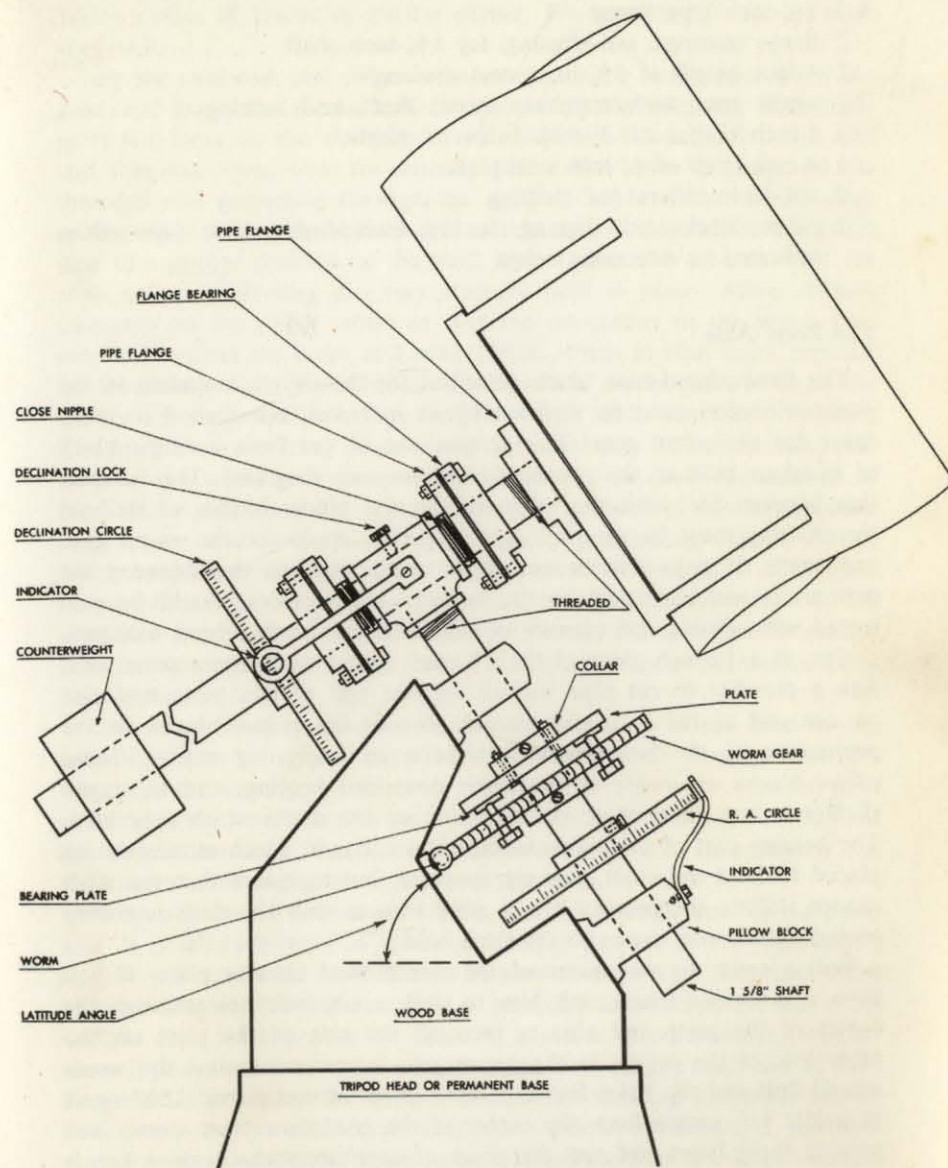 PIPE FLANGE
FLANGE BEARING
PIPE FLANGE
CLOSE NIPPLE
DECLINATION LOCK
DECLINATION CIRCLE
INDICATOR
COUNTERWEIGHT
THREADED
COLLAR
PLATE
WORM GEAR
R. A. CIRCLE
INDICATOR
PILLOW BLOCK
1 5/8" SHAFT
BEARING PLATE
WORM
LATITUDE ANGLE
WOOD BASE
TRIPOD HEAD OR PERMANENT BASE